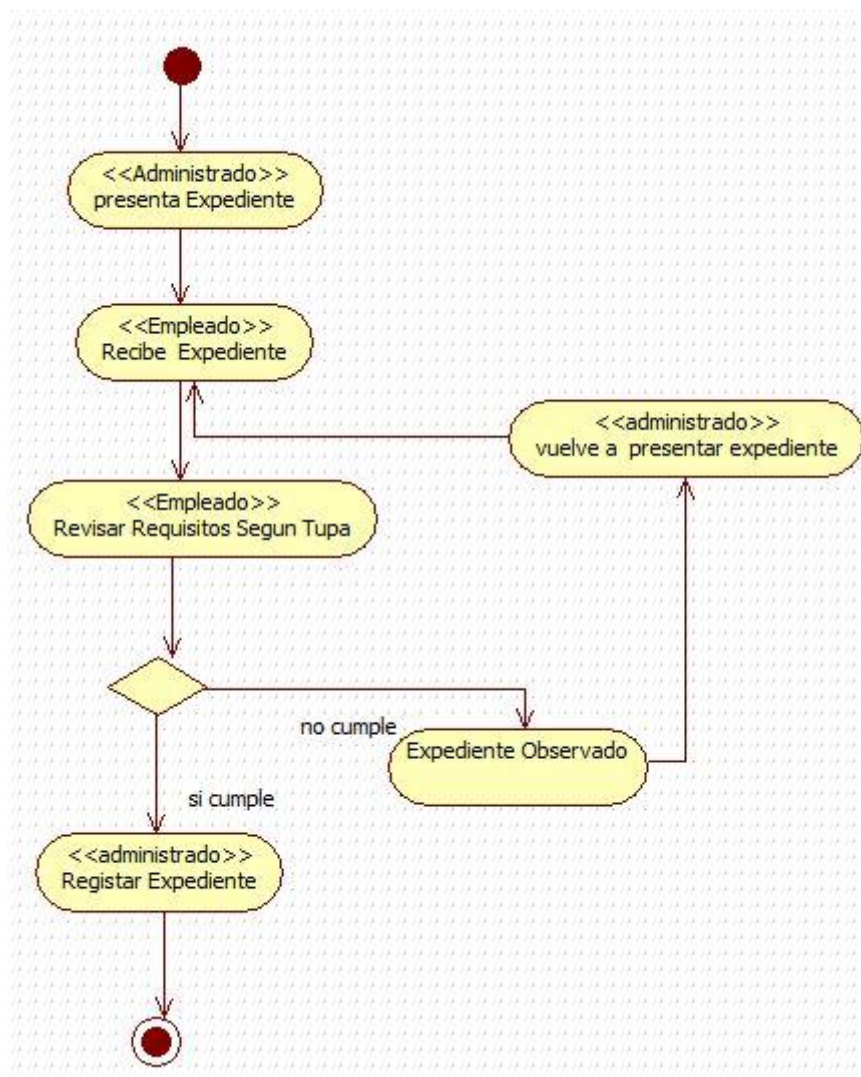 <<Administrado>>
presenta Expediente
<<Empleado>>
Recibe Expediente
<<administrado>>
vuelve a presentar expediente
<<Empleado>>
Revisar Requisitos Segun Tupa
no cumple
Expediente Observado
si cumple
<<administrado>>
Registar Expediente